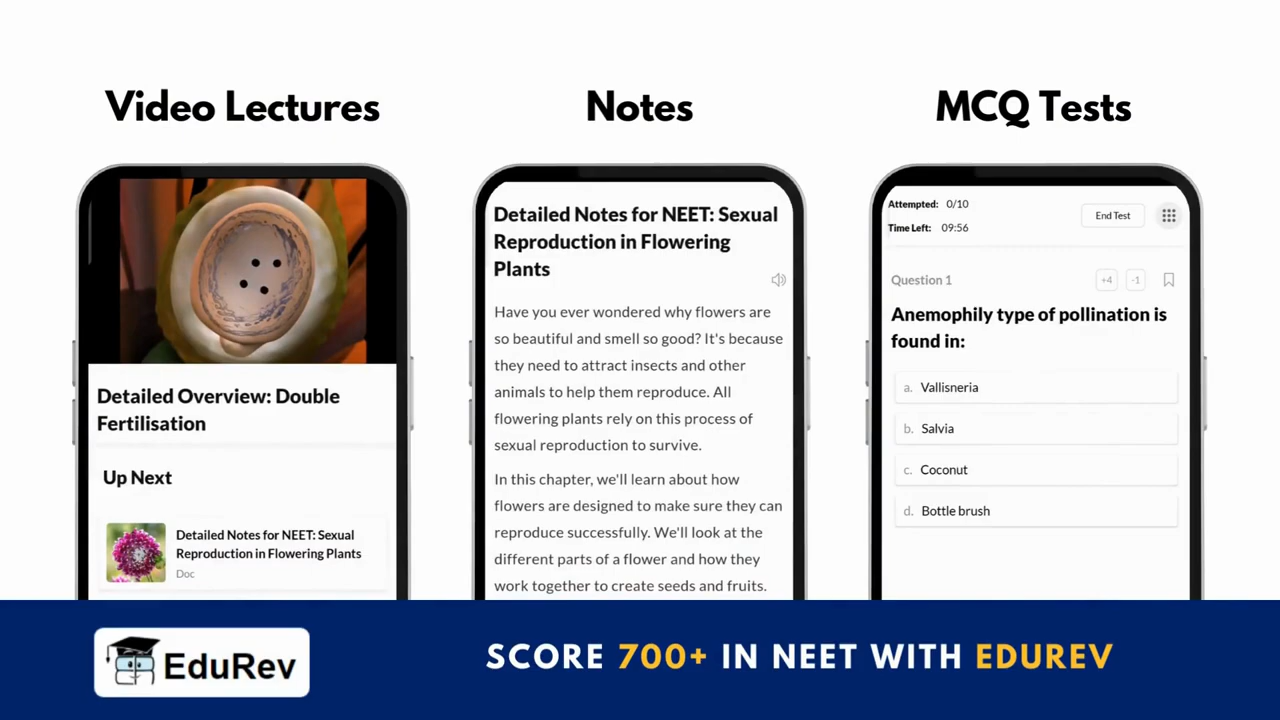 Video Lectures
Notes
MCQ Tests
Detailed Overview: Double
Fertilisation
Up Next
Detailed Notes for NEET: Sexual
Reproduction in Flowering Plants
Doc
Detailed Notes for NEET: Sexual
Reproduction in Flowering
Plants
Have you ever wondered why flowers are
so beautiful and smell so good? It's because
they need to attract insects and other
animals to help them reproduce. All
flowering plants rely on this process of
sexual reproduction to survive.
In this chapter, we'll learn about how
flowers are designed to make sure they can
reproduce successfully. We'll look at the
different parts of a flower and how they
work together to create seeds and fruits.
Attempted: 0/10
Time Left: 09:56
End Test
Question 1
+4
-1
Anemophily type of pollination is
found in:
a. Vallisneria
b. Salvia
c. Coconut
d. Bottle brush
EduRev
SCORE 700+ IN NEET WITH EDUREV